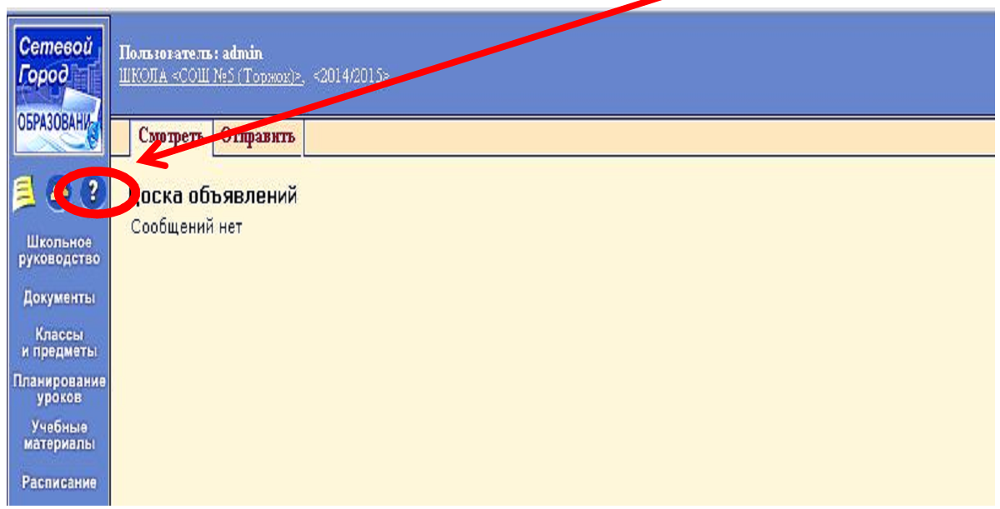 Сетевой
Город
ОБРАЗОВАНИ
Пользователь: admin
ШКОЛА <СОШ №5 (Торжок)>, <2014/2015>
Смотреть Отправить
?
доска объявлений
Сообщений нет
Школьное
руководство
Документы
Классы
и предметы
Планирование
уроков
Учебные
материалы
Расписание